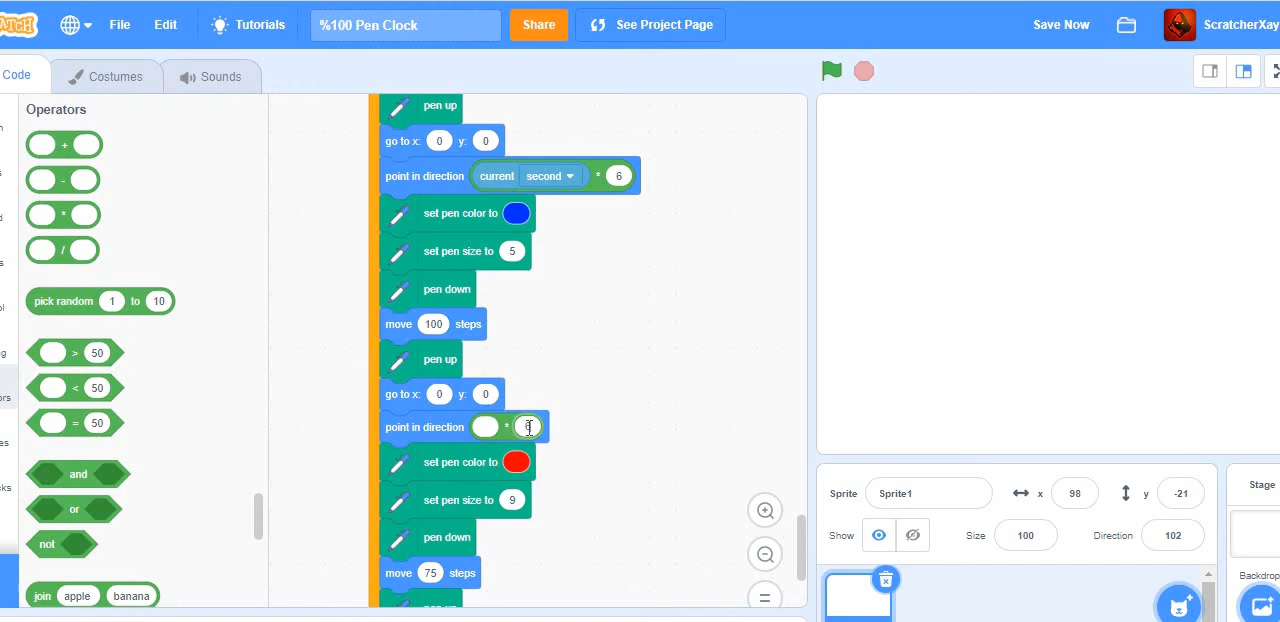 File Edit Tutorials %100 Pen Clock Share See Project Page Save Now ScratcherXay
Code Costumes Sounds
Operators
+
-
*
/
pick random 1 to 10
> 50
< 50
= 50
and
or
not
join apple banana
pen up
go to x: 0 y: 0
point in direction current second * 6
set pen color to
set pen size to 5
pen down
move 100 steps
pen up
go to x: 0 y: 0
point in direction * 6
set pen color to
set pen size to 9
pen down
move 75 steps
Sprite Sprite1 x 98 y -21
Show Size 100 Direction 102
Stage
Backdrop